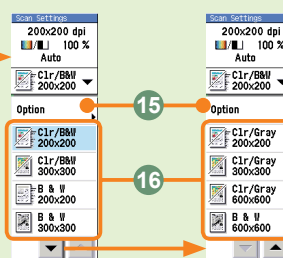 Scan Settings
200x200 dpi
100 %
Auto
Clr/B&W
200x200
Option
Clr/B&W
200x200
Clr/B&W
300x300
B & W
200x200
B & W
300x300
15
16
Scan Settings
200x200 dpi
100 %
Auto
Clr/B&W
200x200
Option
Clr/Gray
200x200
Clr/Gray
300x300
Clr/Gray
600x600
B & W
600x600